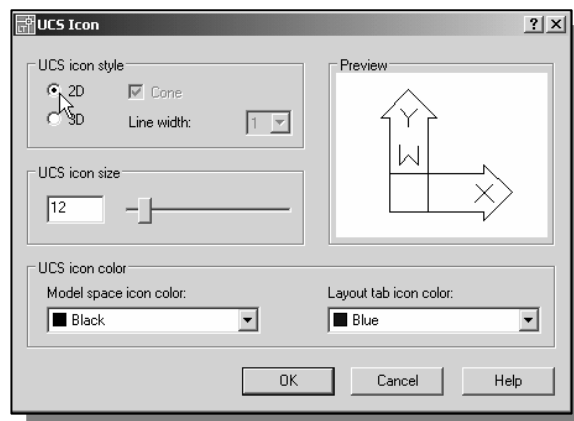 UCS Icon
UCS icon style
2D
Cone
3D
Line width:
1
Preview
Y
W
X
UCS icon size
12
UCS icon color
Model space icon color:
Black
Layout tab icon color:
Blue
OK
Cancel
Help